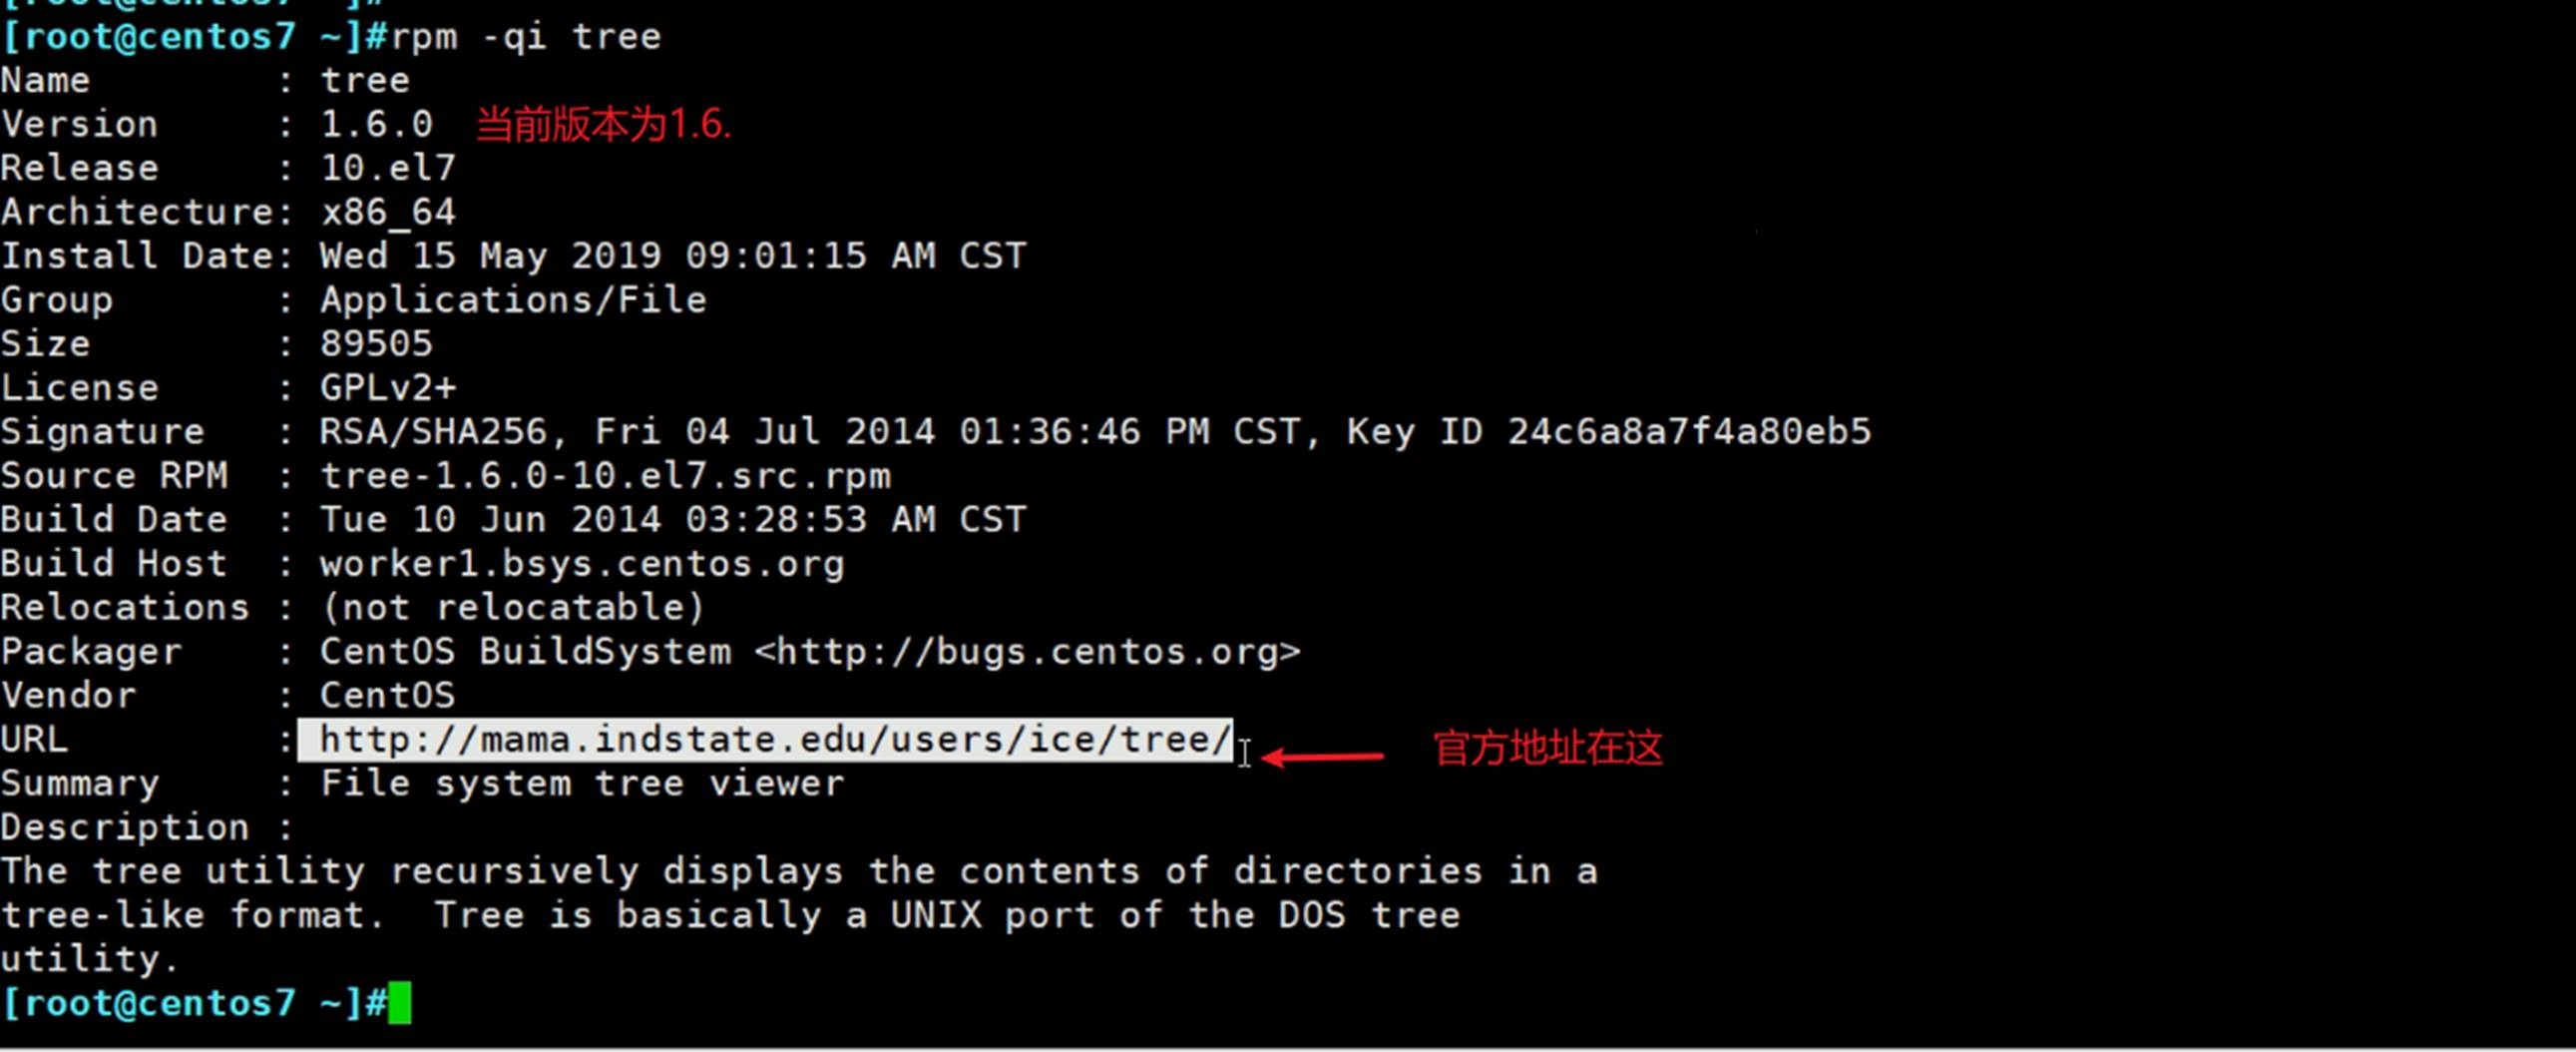 [root@centos7 ~]#
[root@centos7 ~]#rpm -qi tree
Name        : tree
Version     : 1.6.0 当前版本为1.6.
Release     : 10.el7
Architecture: x86_64
Install Date: Wed 15 May 2019 09:01:15 AM CST
Group       : Applications/File
Size        : 89505
License     : GPLv2+
Signature   : RSA/SHA256, Fri 04 Jul 2014 01:36:46 PM CST, Key ID 24c6a8a7f4a80eb5
Source RPM  : tree-1.6.0-10.el7.src.rpm
Build Date  : Tue 10 Jun 2014 03:28:53 AM CST
Build Host  : worker1.bsys.centos.org
Relocations : (not relocatable)
Packager    : CentOS BuildSystem <http://bugs.centos.org>
Vendor      : CentOS
URL         : http://mama.indstate.edu/users/ice/tree/ 官方地址在这
Summary     : File system tree viewer
Description :
The tree utility recursively displays the contents of directories in a
tree-like format.  Tree is basically a UNIX port of the DOS tree
utility.
[root@centos7 ~]#